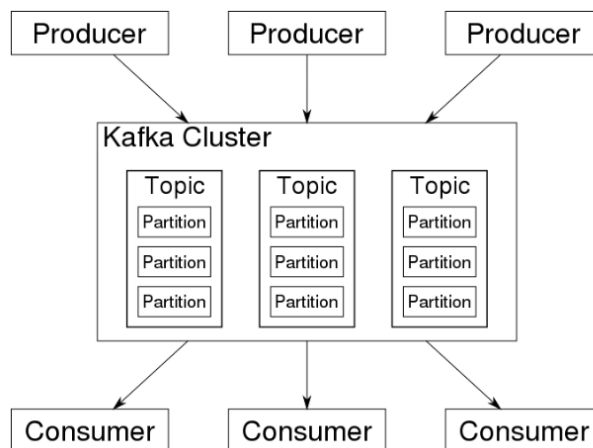 Producer Producer Producer
Kafka Cluster
Topic Topic Topic
Partition Partition Partition
Partition Partition Partition
Partition Partition Partition
Consumer Consumer Consumer